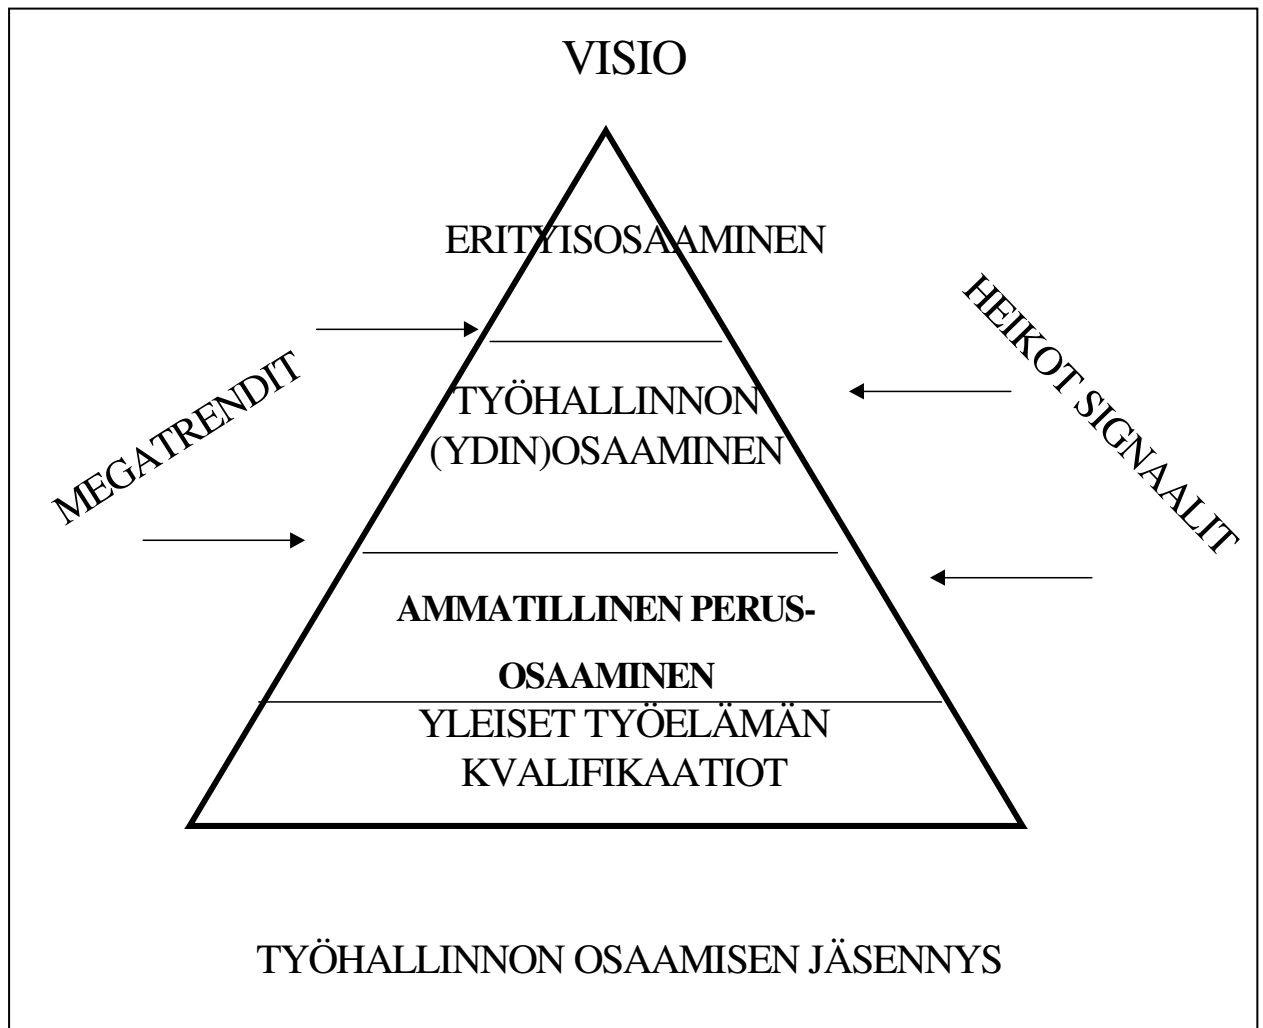 VISIO
ERITYISOSAAMINEN
MEGATRENDIT
HEIKOT SIGNAALIT
TYÖHALLINNON
(YDIN)OSAAMINEN
AMMATILLINEN PERUS-
OSAAMINEN
YLEISET TYÖELÄMÄN
KVALIFIKAATIOT
TYÖHALLINNON OSAAMISEN JÄSENNYS